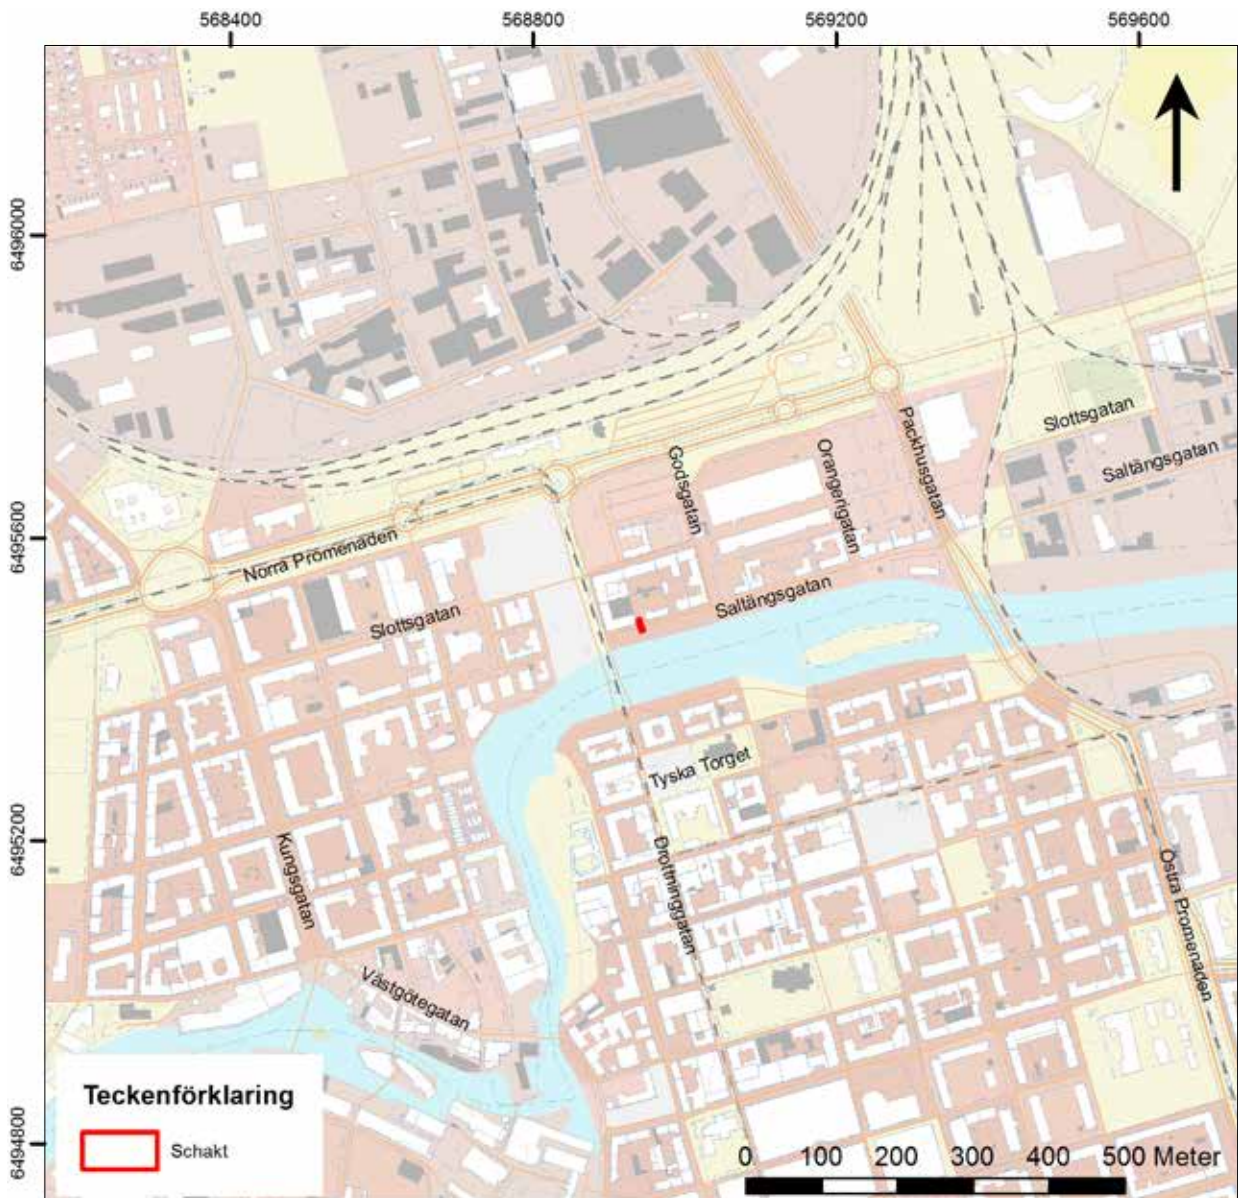 568400 568800 569200 569600
6496000
Slottsgatan
Packhusgatan
Saltängsgatan
Orangerigatan
Godsgatan
6495600
Norra Promenaden
Saltängsgatan
Slottsgatan
Tyska Torget
6495200
Kungsgatan
Drottninggatan
Östra Promenaden
Västgötegatan
Teckenförklaring
Schakt
6494800
0 100 200 300 400 500 Meter